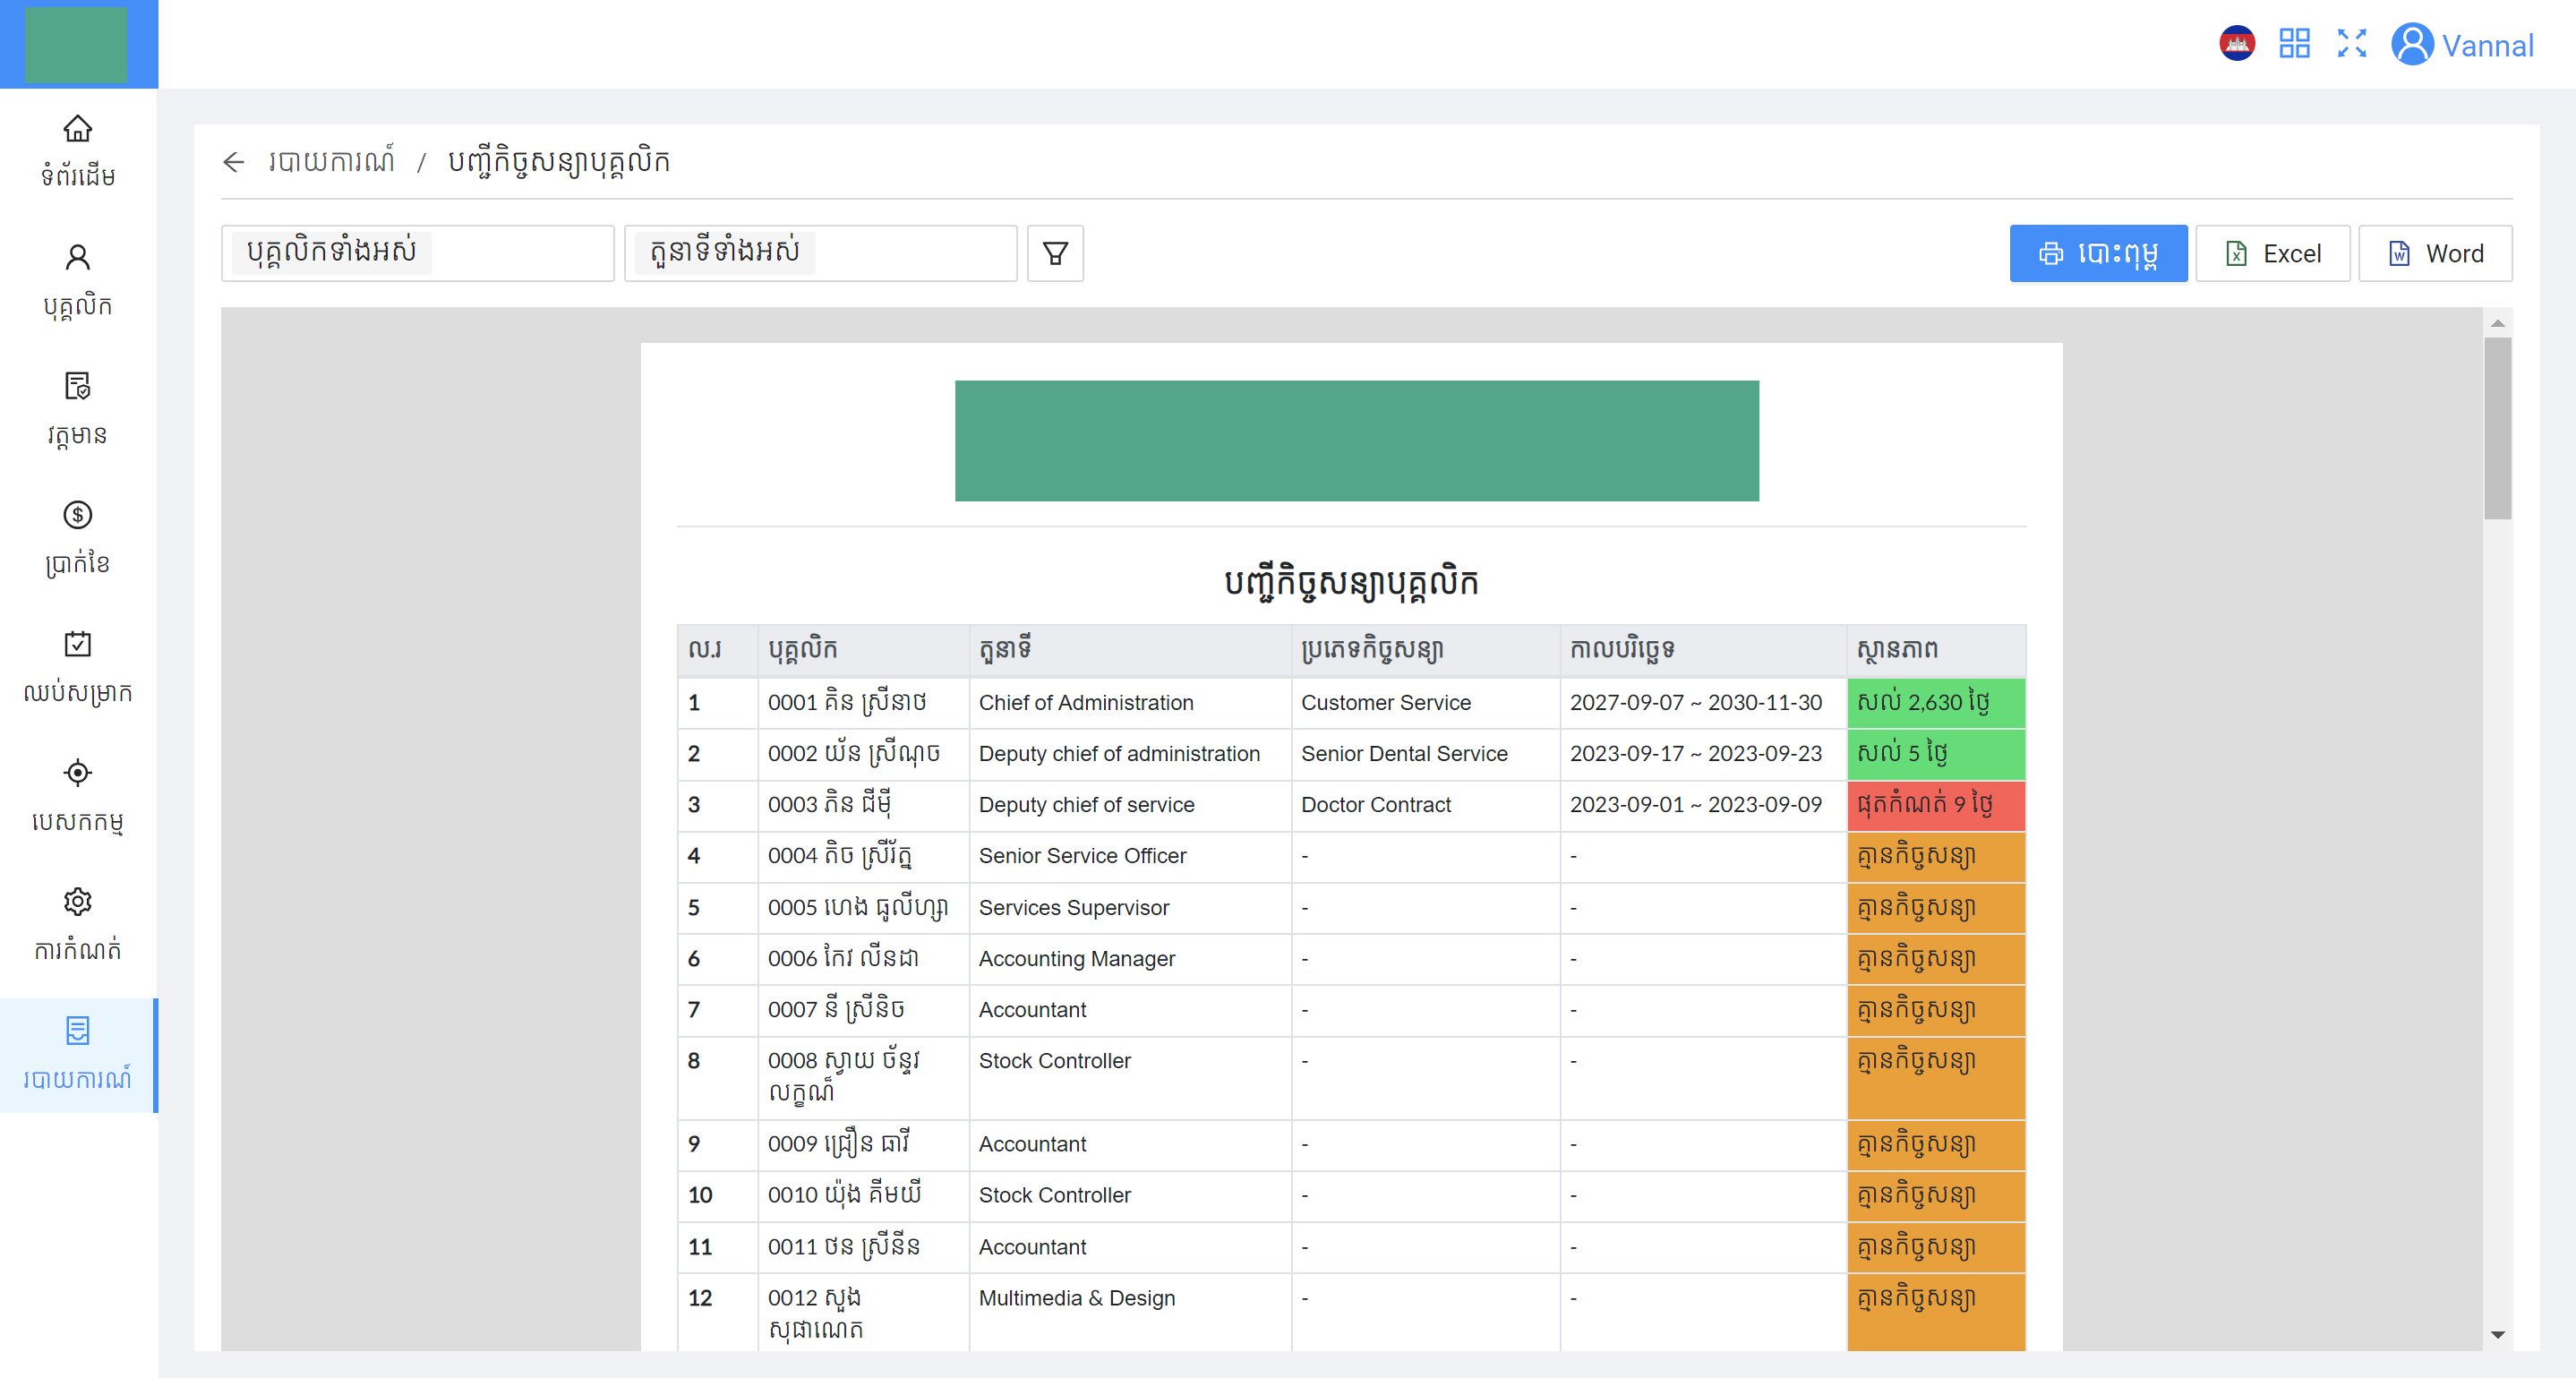 Vannal
ទំព័រដើម
បុគ្គលិក
វត្តមាន
ប្រាក់ខែ
ឈប់សម្រាក
បេសកកម្ម
ការកំណត់
របាយការណ៍
របាយការណ៍ / បញ្ជីកិច្ចសន្យាបុគ្គលិក
បុគ្គលិកទាំងអស់ តួនាទីទាំងអស់ បោះពុម្ព Excel Word
បញ្ជីកិច្ចសន្យាបុគ្គលិក
ល.រ បុគ្គលិក តួនាទី ប្រភេទកិច្ចសន្យា កាលបរិច្ឆេទ ស្ថានភាព
1 0001 គិន ស្រីនាថ Chief of Administration Customer Service 2027-09-07 ~ 2030-11-30 សល់ 2,630 ថ្ងៃ
2 0002 យ័ន ស្រីណុច Deputy chief of administration Senior Dental Service 2023-09-17 ~ 2023-09-23 សល់ 5 ថ្ងៃ
3 0003 ភិន ជីម៉ី Deputy chief of service Doctor Contract 2023-09-01 ~ 2023-09-09 ផុតកំណត់ 9 ថ្ងៃ
4 0004 តិច ស្រីរ័ត្ន Senior Service Officer - - គ្មានកិច្ចសន្យា
5 0005 ហេង ធូលីហ្សា Services Supervisor - - គ្មានកិច្ចសន្យា
6 0006 កែវ លីនដា Accounting Manager - - គ្មានកិច្ចសន្យា
7 0007 នី ស្រីនិច Accountant - - គ្មានកិច្ចសន្យា
8 0008 ស្វាយ ច័ន្ទវ Stock Controller - - គ្មានកិច្ចសន្យា
លក្ខណ៏
9 0009 ជ្រឿន ធាវី Accountant - - គ្មានកិច្ចសន្យា
10 0010 យ៉ុង គីមយី Stock Controller - - គ្មានកិច្ចសន្យា
11 0011 ថន ស្រីនីន Accountant - - គ្មានកិច្ចសន្យា
12 0012 សួង Multimedia & Design - - គ្មានកិច្ចសន្យា
សុផាណេត